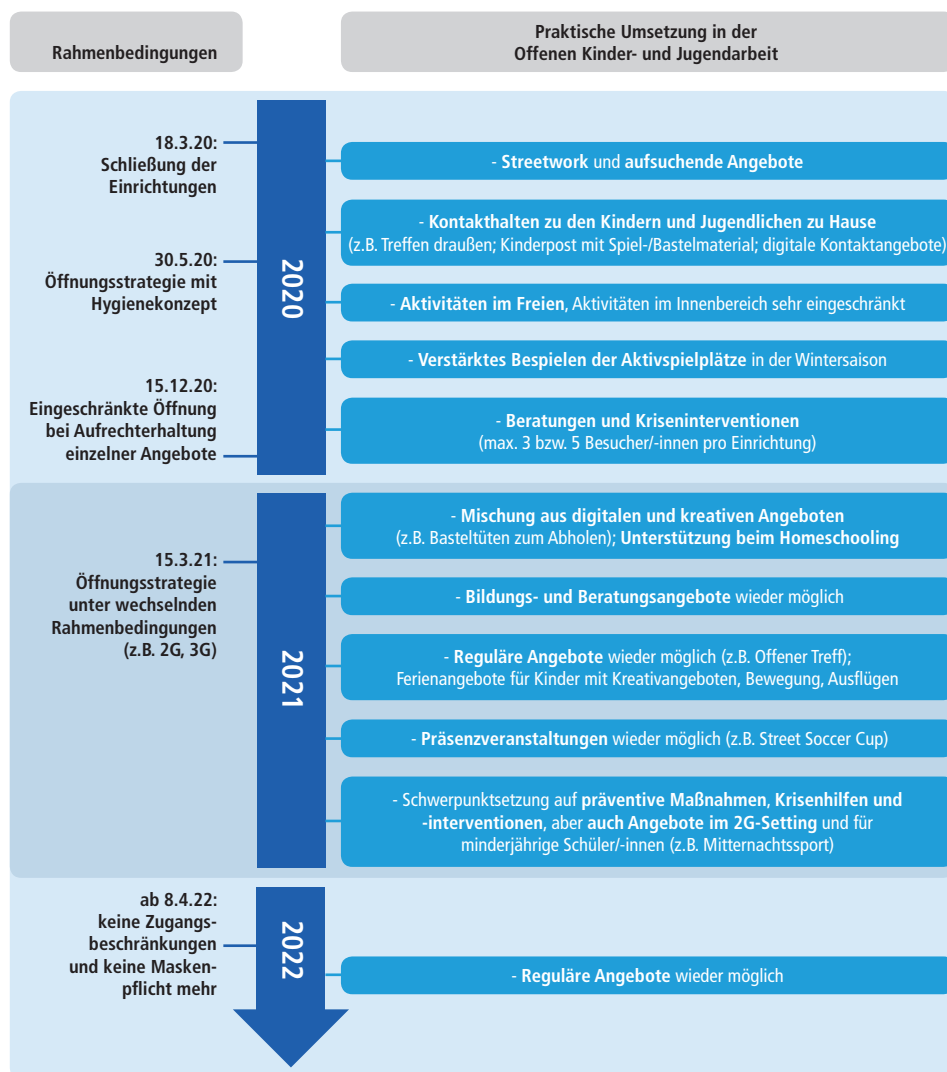 Rahmenbedingungen
Praktische Umsetzung in der
Offenen Kinder- und Jugendarbeit
2020
18.3.20:
Schließung der
Einrichtungen
- Streetwork und aufsuchende Angebote
- Kontakthalten zu den Kindern und Jugendlichen zu Hause
(z.B. Treffen draußen; Kinderpost mit Spiel-/Bastelmaterial; digitale Kontaktangebote)
30.5.20:
Öffnungsstrategie mit
Hygienekonzept
- Aktivitäten im Freien, Aktivitäten im Innenbereich sehr eingeschränkt
- Verstärktes Bespielen der Aktivspielplätze in der Wintersaison
15.12.20:
Eingeschränkte Öffnung
bei Aufrechterhaltung
einzelner Angebote
- Beratungen und Kriseninterventionen
(max. 3 bzw. 5 Besucher/-innen pro Einrichtung)
2021
- Mischung aus digitalen und kreativen Angeboten
(z.B. Basteltüten zum Abholen); Unterstützung beim Homeschooling
15.3.21:
Öffnungsstrategie
unter wechselnden
Rahmenbedingungen
(z.B. 2G, 3G)
- Bildungs- und Beratungsangebote wieder möglich
- Reguläre Angebote wieder möglich (z.B. Offener Treff);
Ferienangebote für Kinder mit Kreativangeboten, Bewegung, Ausflügen
- Präsenzveranstaltungen wieder möglich (z.B. Street Soccer Cup)
- Schwerpunktsetzung auf präventive Maßnahmen, Krisenhilfen und
-interventionen, aber auch Angebote im 2G-Setting und für
minderjährige Schüler/-innen (z.B. Mitternachtssport)
2022
ab 8.4.22:
keine Zugangs-
beschränkungen
und keine Masken-
pflicht mehr
- Reguläre Angebote wieder möglich